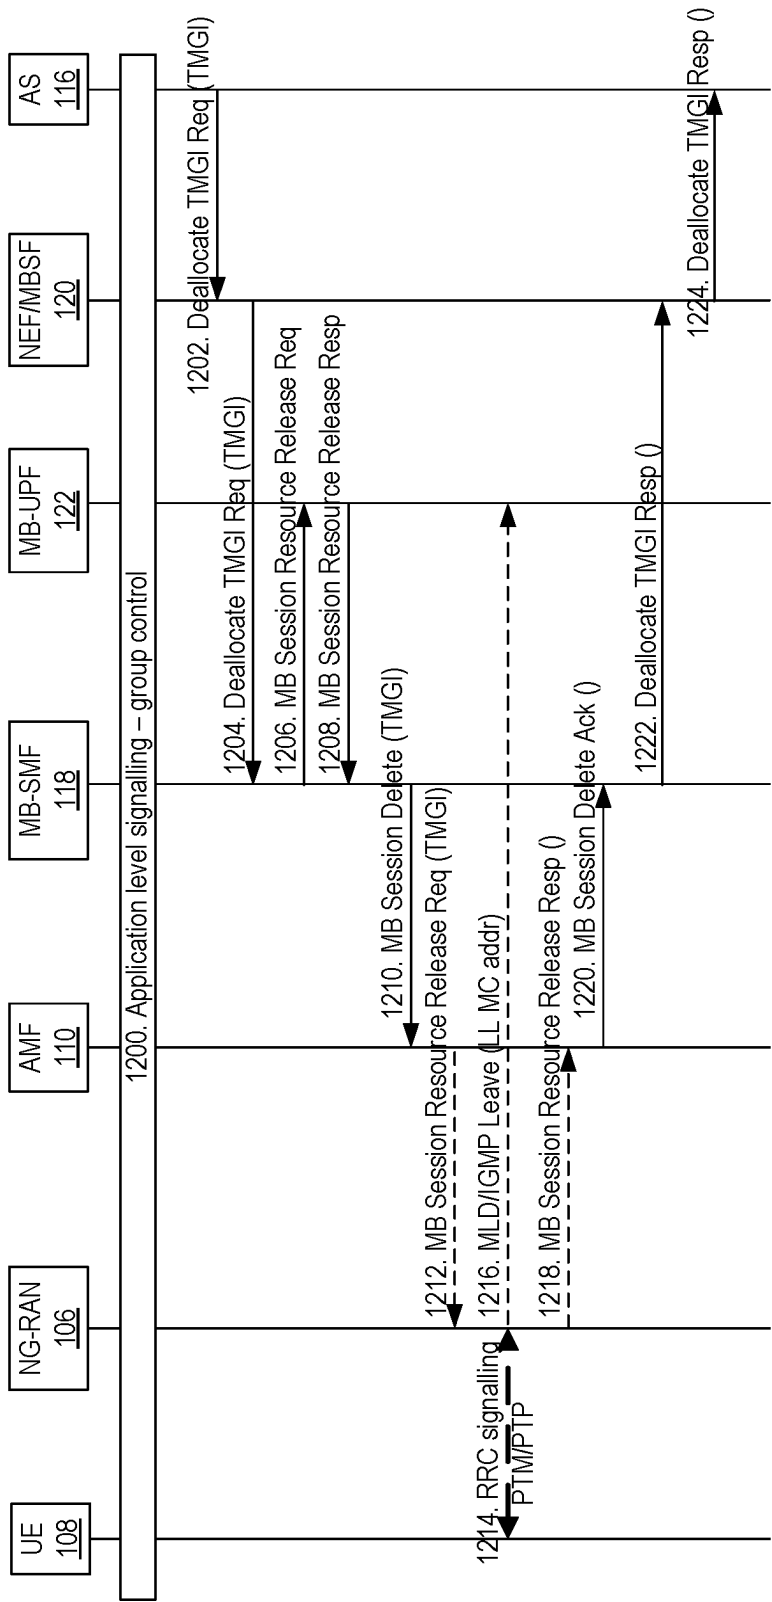 UE
108
NG-RAN
106
AMF
110
MB-SMF
118
MB-UPF
122
NEF/MBSF
120
AS
116
1200. Application level signalling – group control
1202. Deallocate TMGI Req (TMGI)
1204. Deallocate TMGI Req (TMGI)
1206. MB Session Resource Release Req
1208. MB Session Resource Release Resp
1210. MB Session Delete (TMGI)
1212. MB Session Resource Release Req (TMGI)
1214. RRC signalling
PTM/PTP
1216. MLD/IGMP Leave (LL MC addr)
1218. MB Session Resource Release Resp ()
1220. MB Session Delete Ack ()
1222. Deallocate TMGI Resp ()
1224. Deallocate TMGI Resp ()